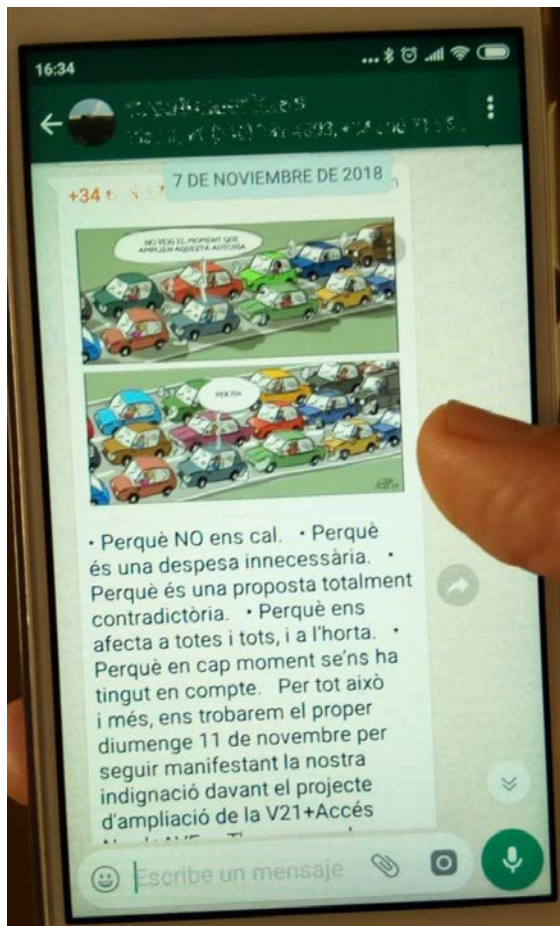 16:34
7 DE NOVIEMBRE DE 2018
+34
NO VEIG EL MOMENT QUE
AMPLIEN AQUESTA AUTOVIA
PER FI!
• Perquè NO ens cal. • Perquè
és una despesa innecessària. •
Perquè és una proposta totalment
contradictòria. • Perquè ens
afecta a totes i tots, i a l'horta. •
Perquè en cap moment se'ns ha
tingut en compte. Per tot això
i més, ens trobarem el proper
diumenge 11 de novembre per
seguir manifestant la nostra
indignació davant el projecte
d'ampliació de la V21+Accés
Escribe un mensaje